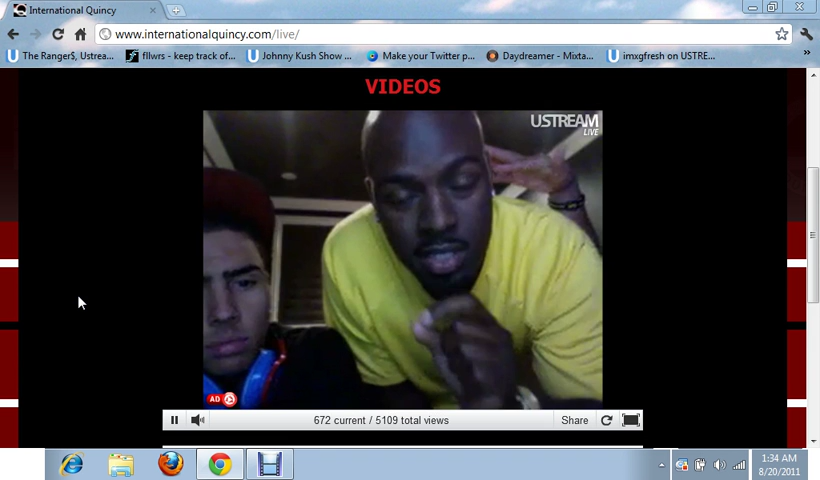 International Quincy
www.internationalquincy.com/live/
The Ranger$, Ustrea...
fllwrs - keep track of...
Johnny Kush Show ...
Make your Twitter p...
Daydreamer - Mixta...
imxgfresh on USTRE...
VIDEOS
USTREAM
LIVE
AD
672 current / 5109 total views
Share
1:34 AM
8/20/2011